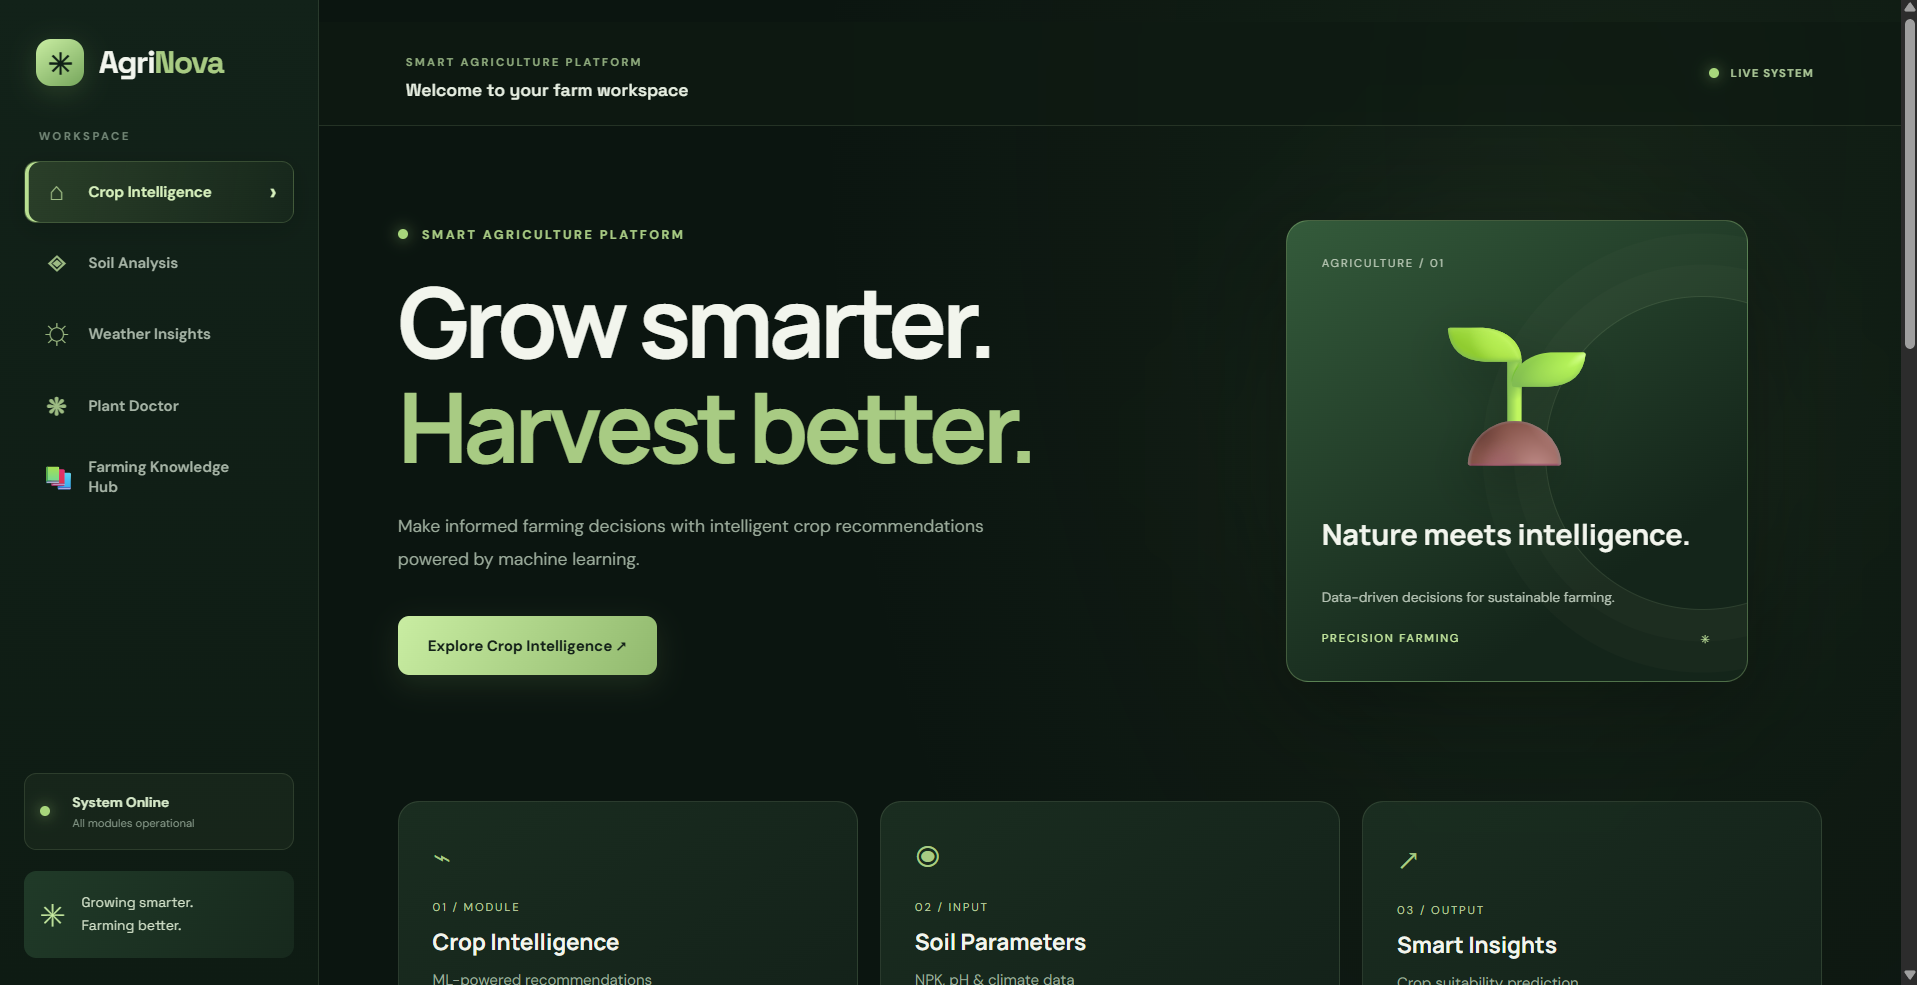 AgriNova
WORKSPACE
Crop Intelligence
Soil Analysis
Weather Insights
Plant Doctor
Farming Knowledge
Hub
System Online
All modules operational
Growing smarter.
Farming better.
SMART AGRICULTURE PLATFORM
Welcome to your farm workspace
LIVE SYSTEM
SMART AGRICULTURE PLATFORM
Grow smarter.
Harvest better.
Make informed farming decisions with intelligent crop recommendations
powered by machine learning.
Explore Crop Intelligence ↗
AGRICULTURE / 01
Nature meets intelligence.
Data-driven decisions for sustainable farming.
PRECISION FARMING
01 / MODULE
Crop Intelligence
ML-powered recommendations
02 / INPUT
Soil Parameters
NPK, pH & climate data
03 / OUTPUT
Smart Insights
Crop suitability prediction